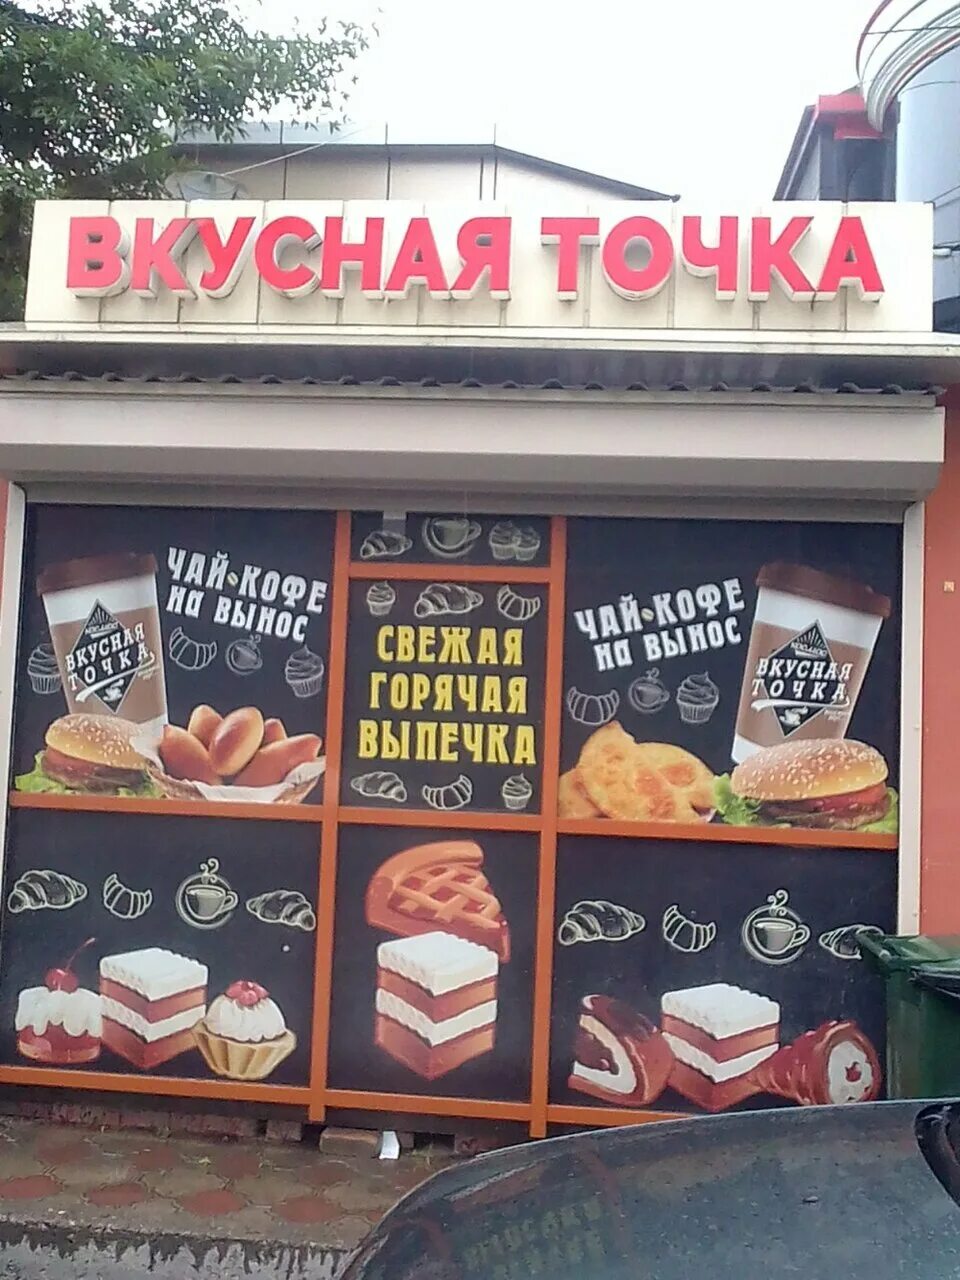 ВКУСНАЯ ТОЧКА
ЧАЙ•КОФЕ
НА ВЫНОС
ВКУСНАЯ
ТОЧКА
СВЕЖАЯ
ГОРЯЧАЯ
ВЫПЕЧКА
ЧАЙ•КОФЕ
НА ВЫНОС
ВКУСНАЯ
ТОЧКА